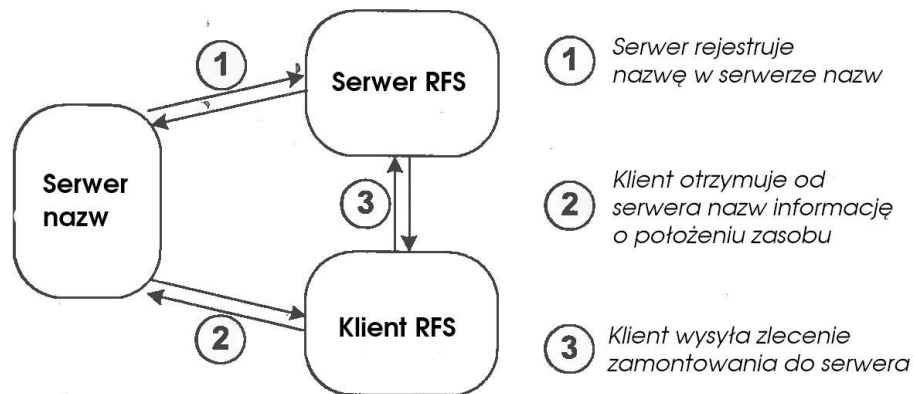 1
Serwer RFS
Serwer
nazw
3
2
Klient RFS
1
Serwer rejestruje
nazwę w serwerze nazw
2
Klient otrzymuje od
serwera nazw informację
o położeniu zasobu
3
Klient wysyła zlecenie
zamontowania do serwera